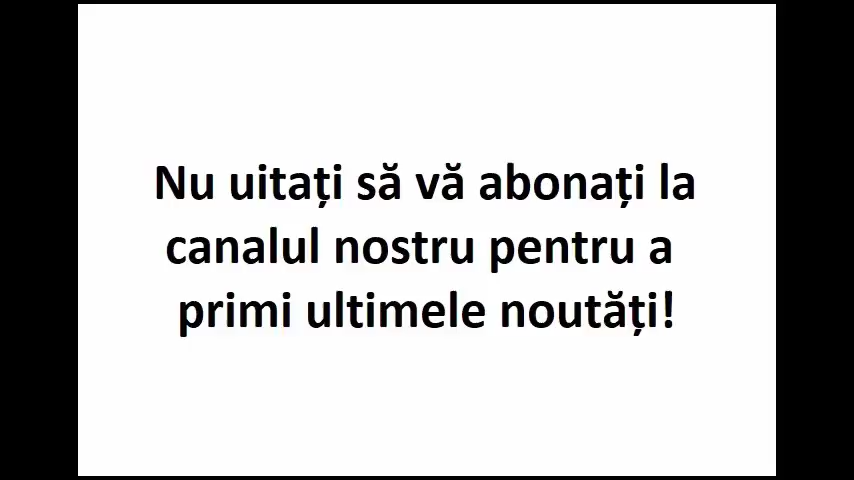 Nu uitați să vă abonați la
canalul nostru pentru a
primi ultimele noutăți!